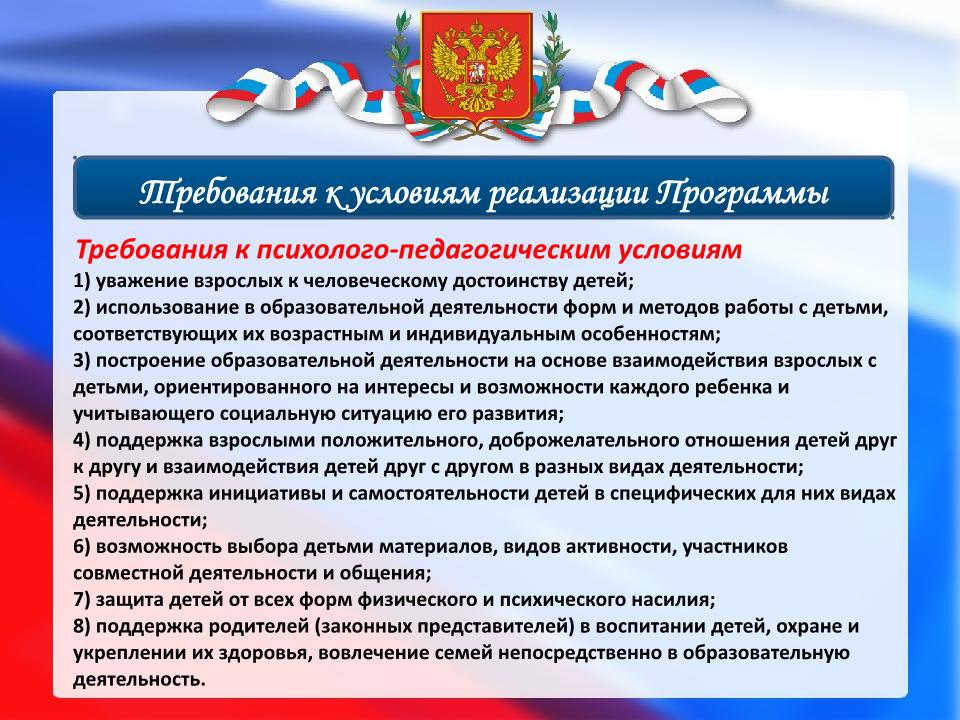 Требования к условиям реализации Программы
Требования к психолого-педагогическим условиям
1) уважение взрослых к человеческому достоинству детей;
2) использование в образовательной деятельности форм и методов работы с детьми,
соответствующих их возрастным и индивидуальным особенностям;
3) построение образовательной деятельности на основе взаимодействия взрослых с
детьми, ориентированного на интересы и возможности каждого ребенка и
учитывающего социальную ситуацию его развития;
4) поддержка взрослыми положительного, доброжелательного отношения детей друг
к другу и взаимодействия детей друг с другом в разных видах деятельности;
5) поддержка инициативы и самостоятельности детей в специфических для них видах
деятельности;
6) возможность выбора детьми материалов, видов активности, участников
совместной деятельности и общения;
7) защита детей от всех форм физического и психического насилия;
8) поддержка родителей (законных представителей) в воспитании детей, охране и
укреплении их здоровья, вовлечение семей непосредственно в образовательную
деятельность.